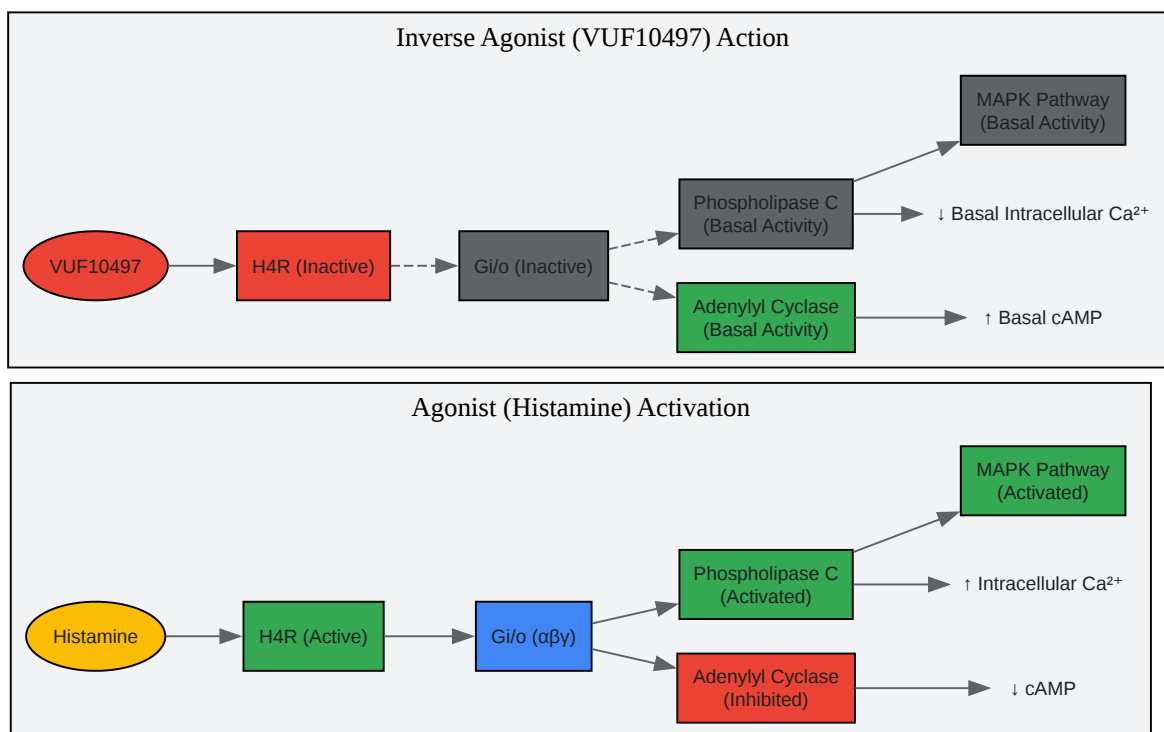 Inverse Agonist (VUF10497) Action
MAPK Pathway
(Basal Activity)
Phospholipase C
(Basal Activity)
↓ Basal Intracellular Ca²⁺
VUF10497
H4R (Inactive)
Gi/o (Inactive)
Adenylyl Cyclase
(Basal Activity)
↑ Basal cAMP
Agonist (Histamine) Activation
MAPK Pathway
(Activated)
Phospholipase C
(Activated)
↑ Intracellular Ca²⁺
Histamine
H4R (Active)
Gi/o (αβγ)
Adenylyl Cyclase
(Inhibited)
↓ cAMP